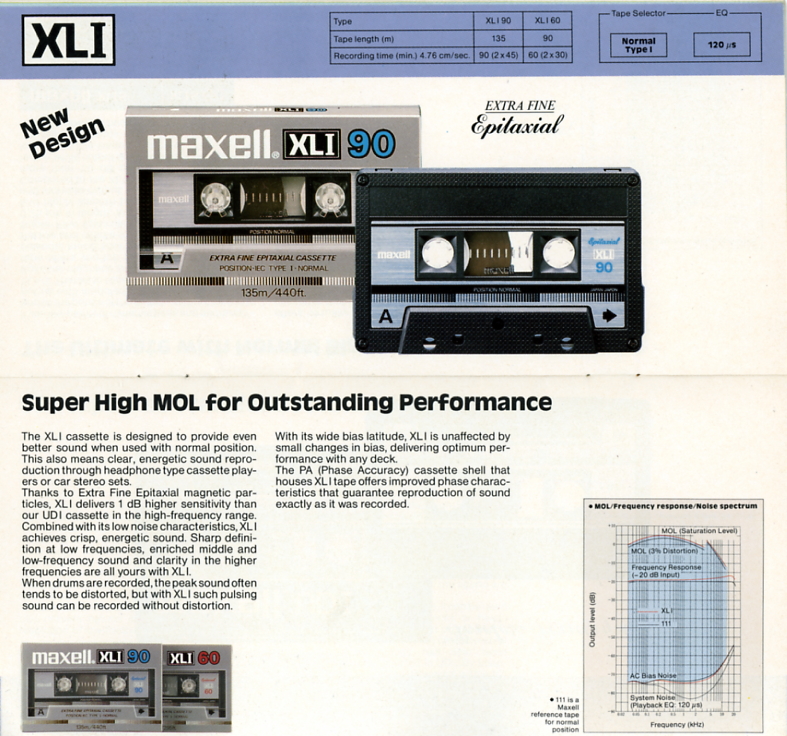 XLI
Type XLI 90 XLI 60
Tape length (m) 135 90
Recording time (min.) 4.76 cm/sec. 90 (2 x 45) 60 (2 x 30)
Tape Selector EQ
Normal
Type I
120 μs
New
Design
EXTRA FINE
Epitaxial
maxell. XLI 90
maxell
POSITION NORMAL
A
EXTRA FINE EPITAXIAL CASSETTE
POSITION·IEC TYPE I·NORMAL
135m/440ft.
Epitaxial
maxell
XLI
90
maxell
POSITION NORMAL
A
Super High MOL for Outstanding Performance
The XLI cassette is designed to provide even
better sound when used with normal position.
This also means clear, energetic sound repro-
duction through headphone type cassette play-
ers or car stereo sets.
Thanks to Extra Fine Epitaxial magnetic par-
ticles, XLI delivers 1 dB higher sensitivity than
our UDI cassette in the high-frequency range.
Combined with its low noise characteristics, XLI
achieves crisp, energetic sound. Sharp defini-
tion at low frequencies, enriched middle and
low-frequency sound and clarity in the higher
frequencies are all yours with XLI.
When drums are recorded, the peak sound often
tends to be distorted, but with XLI such pulsing
sound can be recorded without distortion.
With its wide bias latitude, XLI is unaffected by
small changes in bias, delivering optimum per-
formance with any deck.
The PA (Phase Accuracy) cassette shell that
houses XLI tape offers improved phase charac-
teristics that guarantee reproduction of sound
exactly as it was recorded.
• MOL/Frequency response/Noise spectrum
MOL (Saturation Level)
MOL (3% Distortion)
Frequency Response
(−20 dB Input)
XLI
111
AC Bias Noise
System Noise
(Playback EQ: 120 μs)
Output level (dB)
Frequency (kHz)
• 111 is a
Maxell
reference tape
for normal
position
maxell. XLI 90
XLI 60
A
90
60